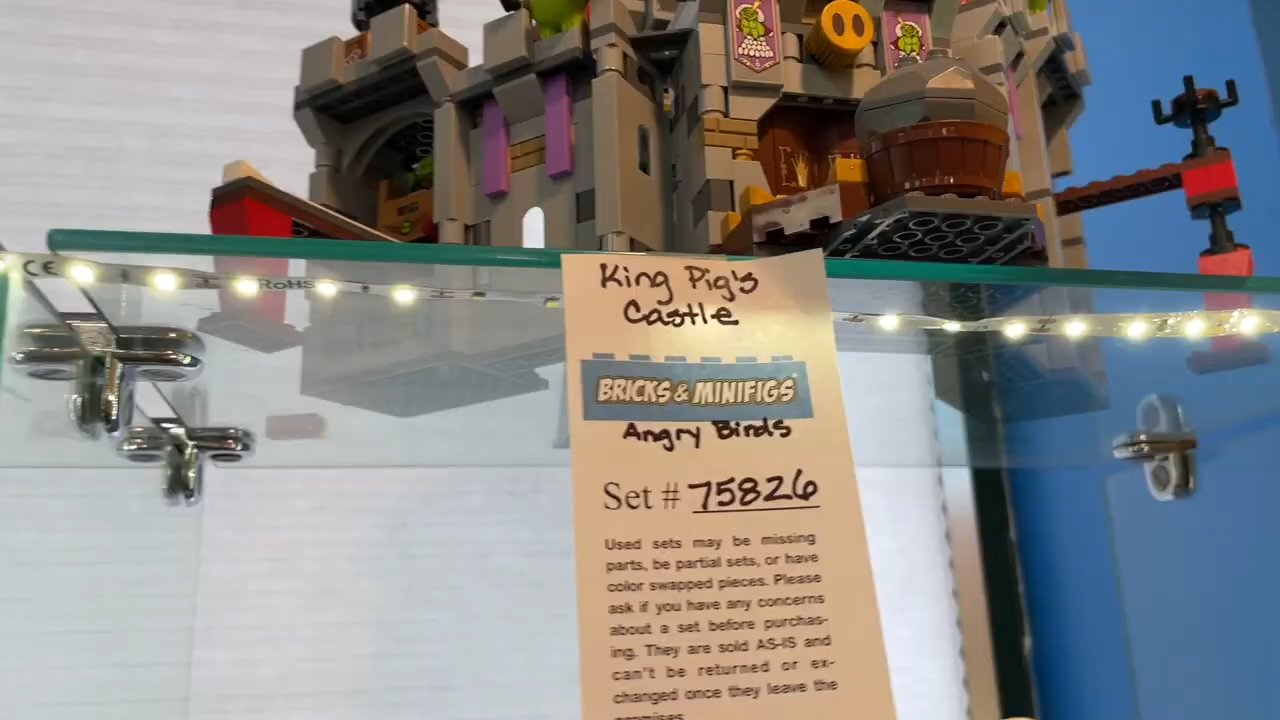 King Pig's
Castle
BRICKS & MINIFIGS
Angry Birds
Set # 75826
Used sets may be missing
parts, be partial sets, or have
color swapped pieces. Please
ask if you have any concerns
about a set before purchas-
ing. They are sold AS-IS and
can't be returned or ex-
changed once they leave the
premises
CE
RoHS